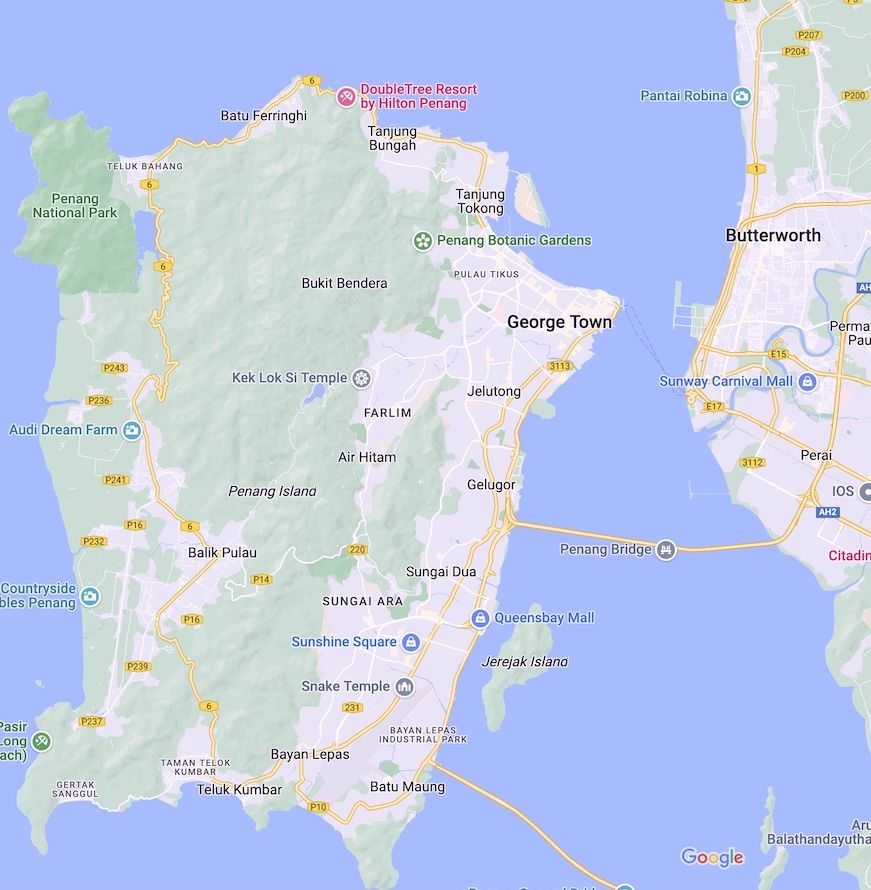 P207
P204
6
DoubleTree Resort
by Hilton Penang
Pantai Robina
P200
Batu Ferringhi
Tanjung
Bungah
TELUK BAHANG
6
1
Penang
National Park
Tanjung
Tokong
Butterworth
Penang Botanic Gardens
6
PULAU TIKUS
Bukit Bendera
AH
George Town
Perma
Pau
E15
3113
P243
Kek Lok Si Temple
Sunway Carnival Mall
Jelutong
P236
E17
FARLIM
Audi Dream Farm
Air Hitam
Perai
3112
P241
Gelugor
Penang Island
IOS
AH2
P16
6
P232
220
Penang Bridge
Balik Pulau
Citadin
Sungai Dua
P14
Countryside
bles Penang
SUNGAI ARA
P16
Queensbay Mall
Sunshine Square
Jerejak Island
P239
Snake Temple
6
231
P237
Pasir
Long
ach)
BAYAN LEPAS
INDUSTRIAL PARK
Bayan Lepas
TAMAN TELOK
KUMBAR
GERTAK
SANGGUL
Teluk Kumbar
Batu Maung
P10
Aru
Balathandayutha
Google